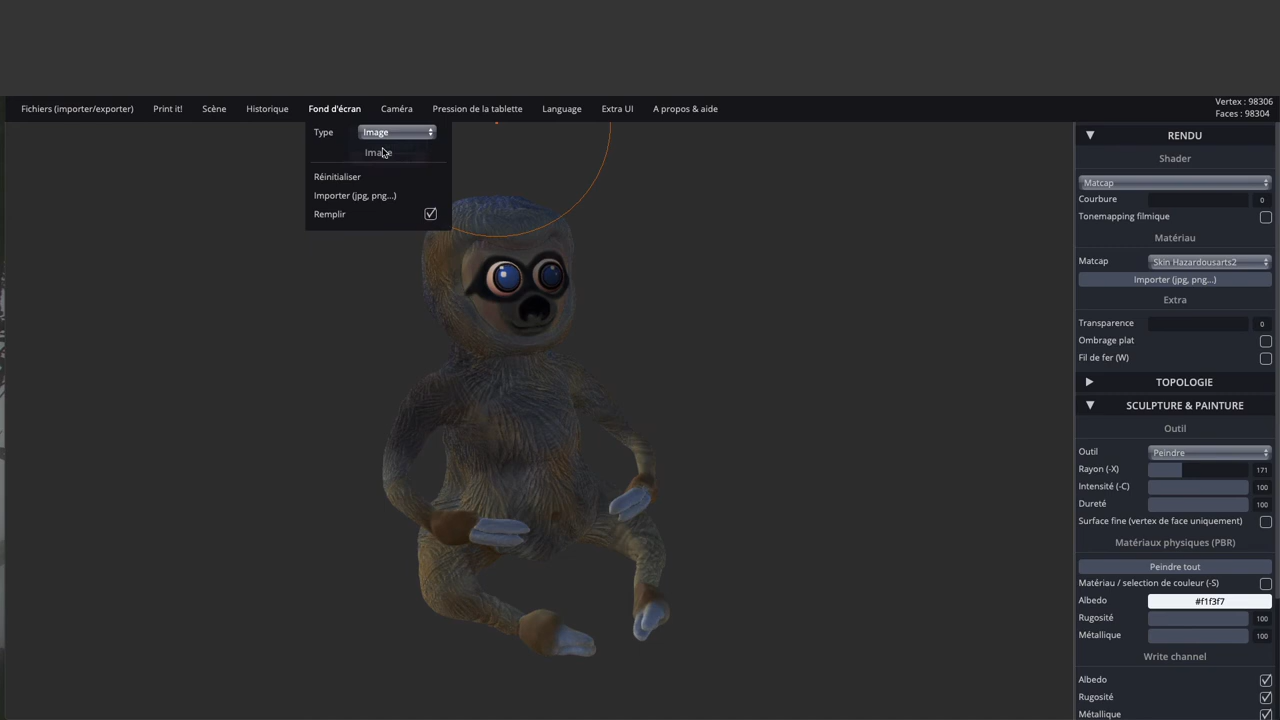 Fichiers (importer/exporter) Print it! Scène Historique Fond d'écran Caméra Pression de la tablette Language Extra UI A propos & aide
Vertex : 98306
Faces : 98304
Type Image
Image
Réinitialiser
Importer (jpg, png...)
Remplir
RENDU
Shader
Matcap
Courbure 0
Tonemapping filmique
Matériau
Matcap Skin Hazardousarts2
Importer (jpg, png...)
Extra
Transparence 0
Ombrage plat
Fil de fer (W)
TOPOLOGIE
SCULPTURE & PAINTURE
Outil
Outil Peindre
Rayon (-X) 171
Intensité (-C) 100
Dureté 100
Surface fine (vertex de face uniquement)
Matériaux physiques (PBR)
Peindre tout
Matériau / selection de couleur (-S)
Albedo #f1f3f7
Rugosité 100
Métallique 100
Write channel
Albedo
Rugosité
Métallique